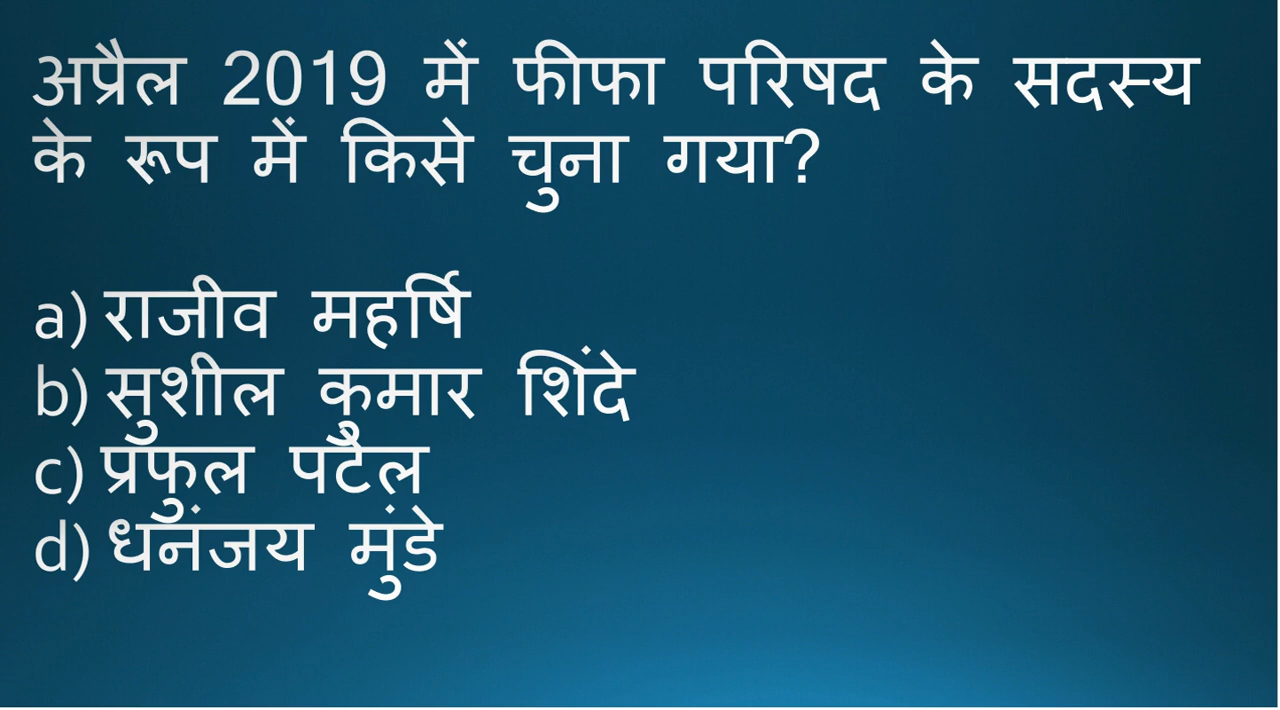 अप्रैल 2019 में फीफा परिषद के सदस्य
के रूप में किसे चुना गया?
a) राजीव महर्षि
b) सुशील कुमार शिंदे
c) प्रफुल पटेल
d) धनंजय मुंडे